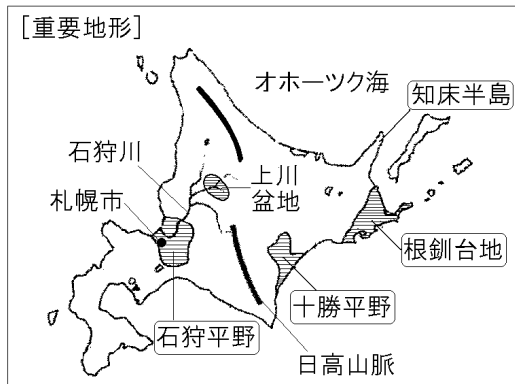 [重要地形]
オホーツク海
知床半島
石狩川
上川
盆地
札幌市
根釧台地
十勝平野
石狩平野
日高山脈